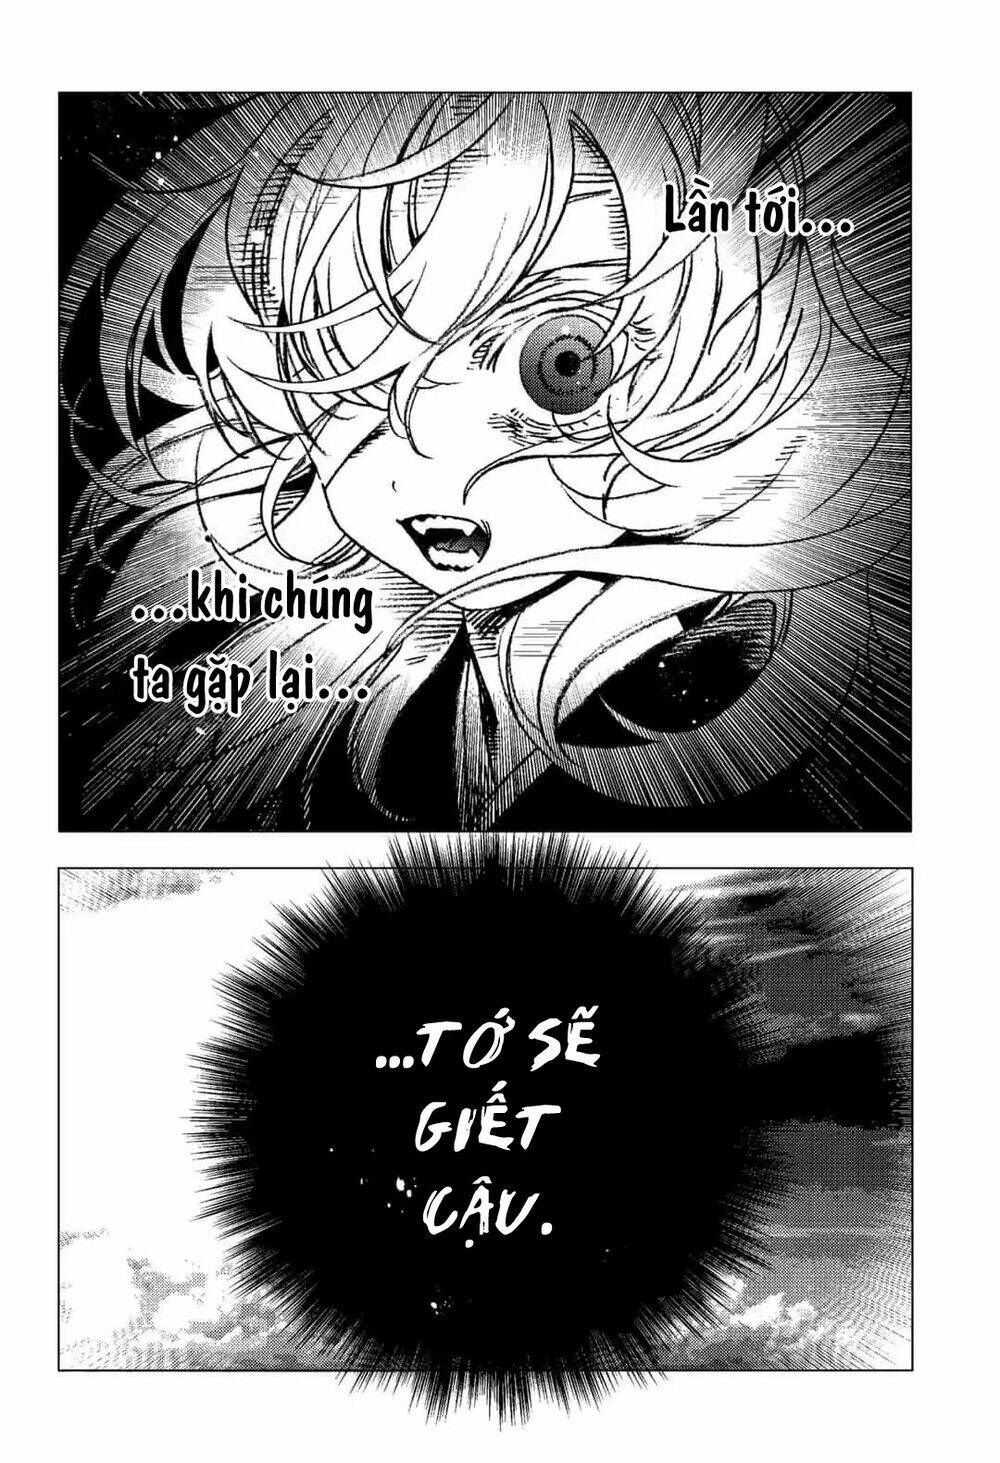 Lần tới...
...khi chúng
ta gặp lại...
...TỚ SẼ
GIẾT
CẬU.